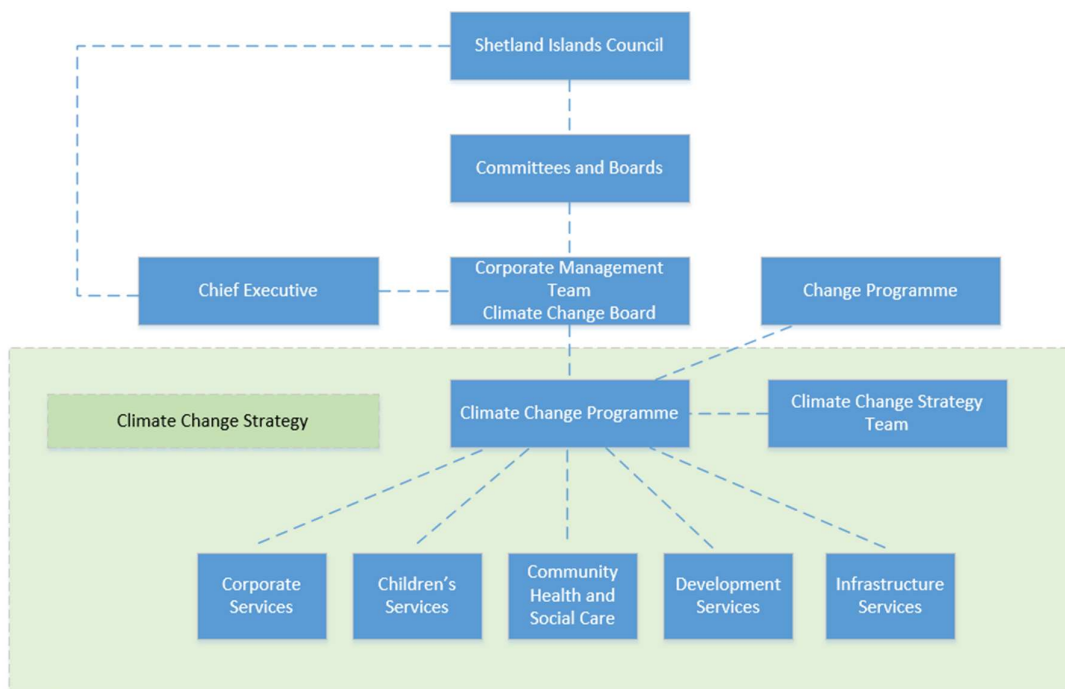 Shetland Islands Council
Committees and Boards
Chief Executive
Corporate Management
Team
Climate Change Board
Change Programme
Climate Change Strategy
Climate Change Programme
Climate Change Strategy
Team
Corporate
Services
Children’s
Services
Community
Health and
Social Care
Development
Services
Infrastructure
Services